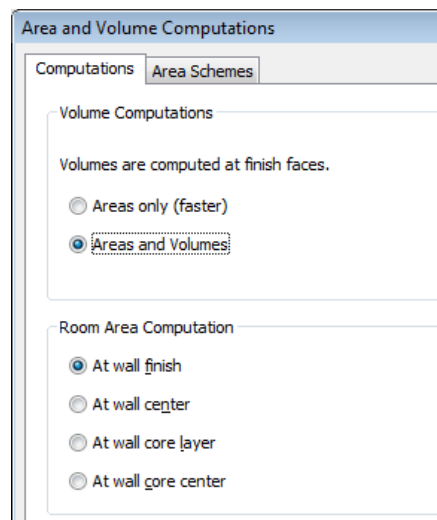 Area and Volume Computations
Computations Area Schemes
Volume Computations
Volumes are computed at finish faces.
Areas only (faster)
Areas and Volumes
Room Area Computation
At wall finish
At wall center
At wall core layer
At wall core center